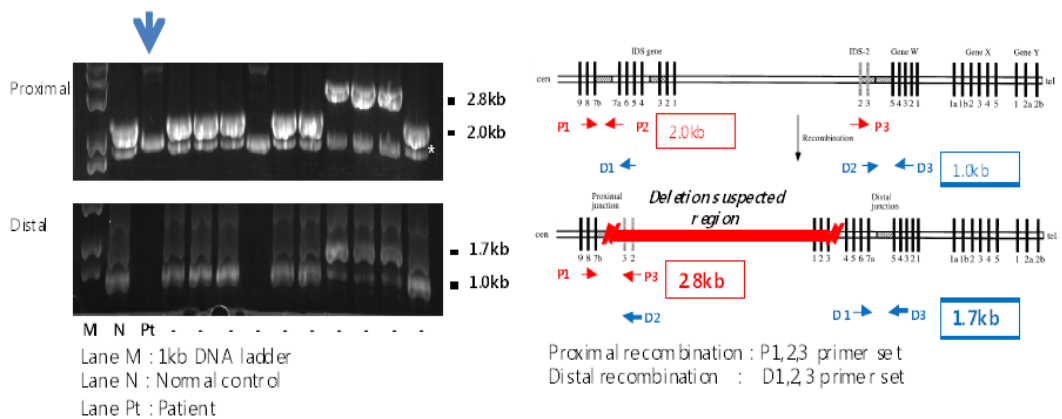 Proximal
2.8kb
2.0kb
*
Distal
1.7kb
1.0kb
M N Pt - - - - - - - - - -
Lane M : 1kb DNA ladder
Lane N : Normal control
Lane Pt : Patient
IDS gene IDS-2 Gene W Gene X Gene Y
cen tel
9 8 7b 7a 6 5 4 3 2 1 2 3 5 4 3 2 1 1a 1b 2 3 4 5 1 2a 2b
P1 P2 2.0kb P3
Recombination
D1 D2 D3 1.0kb
Proximal junction
Deletion suspected region
Distal junction
cen tel
9 8 7b 3 2 1 2 3 4 5 6 7a 5 4 3 2 1 1a 1b 2 3 4 5 1 2a 2b
P1 P3 2.8kb
D2 D1 D3 1.7kb
Proximal recombination : P1,2,3 primer set
Distal recombination : D1,2,3 primer set